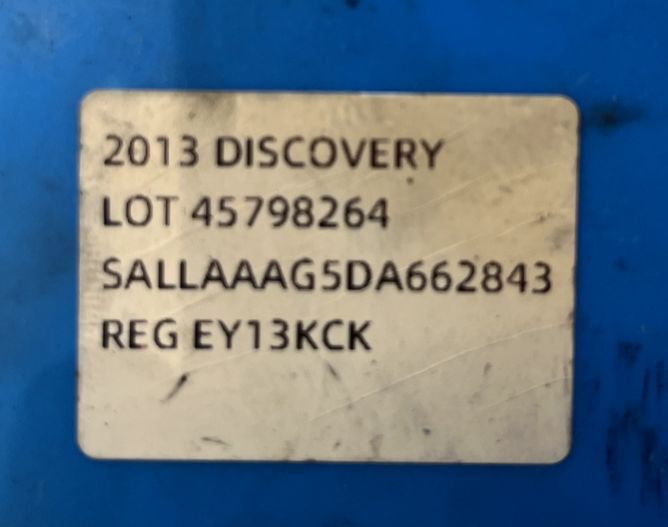 2013 DISCOVERY
LOT 45798264
SALLAAAG5DA662843
REG EY13KCK